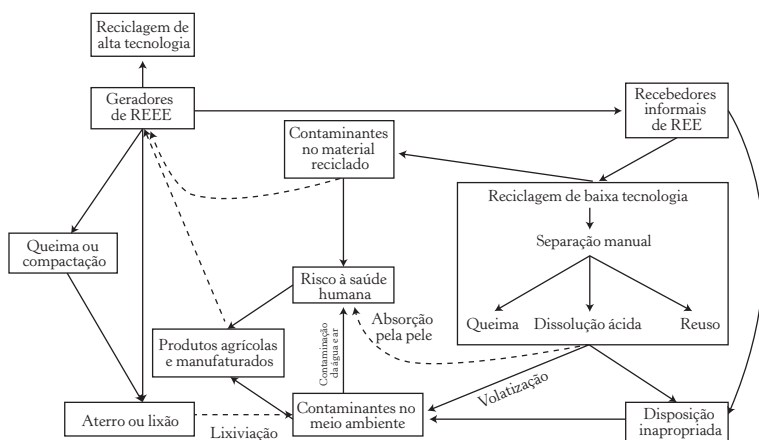 Reciclagem de
alta tecnologia
Geradores
de REEE
Recebedores
informais
de REE
Contaminantes
no material
reciclado
Reciclagem de baixa tecnologia
Separação manual
Queima ou
compactação
Risco à saúde
humana
Queima
Dissolução ácida
Reuso
Absorção
pela pele
Contaminação
da água e ar
Produtos agrícolas
e manufaturados
Volatização
Aterro ou lixão
Lixiviação
Contaminantes no
meio ambiente
Disposição
inapropriada